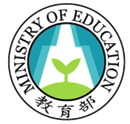 MINISTRY OF EDUCATION
教育部